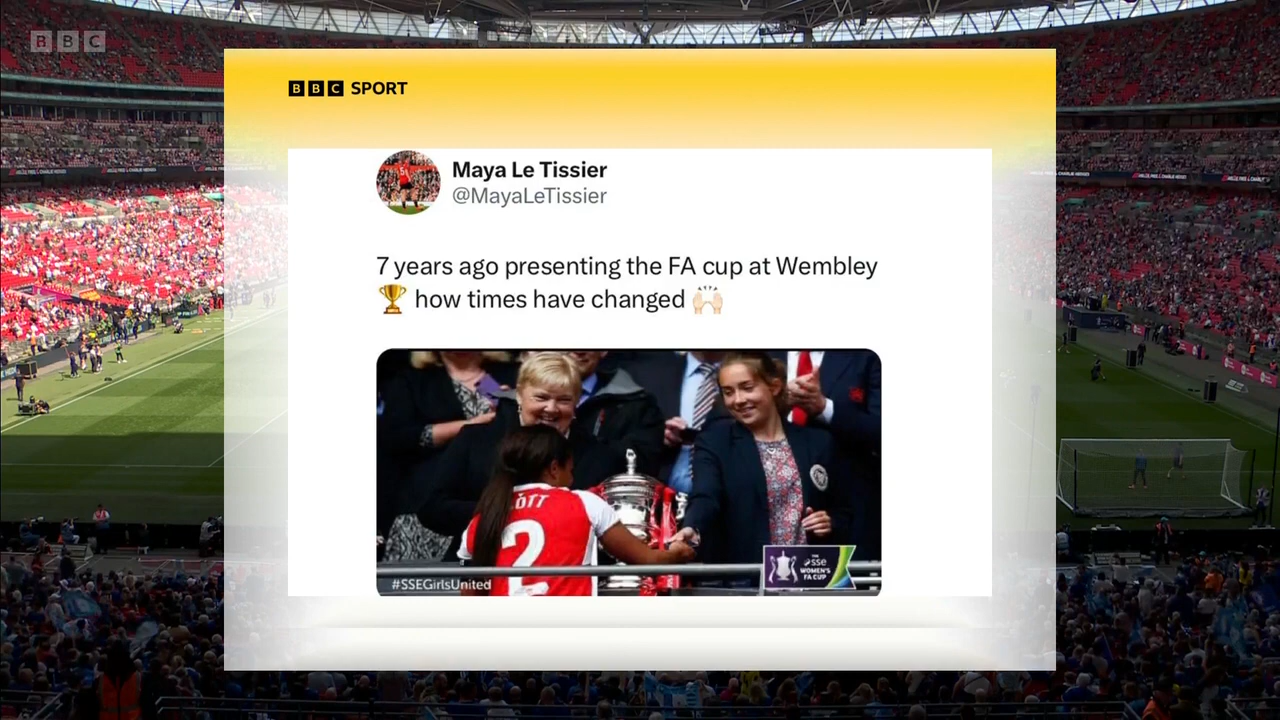 BBC
BBC SPORT
Maya Le Tissier
@MayaLeTissier
7 years ago presenting the FA cup at Wembley
🏆 how times have changed 🙌🏻
OTT
2
#SSEGirlsUnited
THE
sse
WOMEN'S
FA CUP